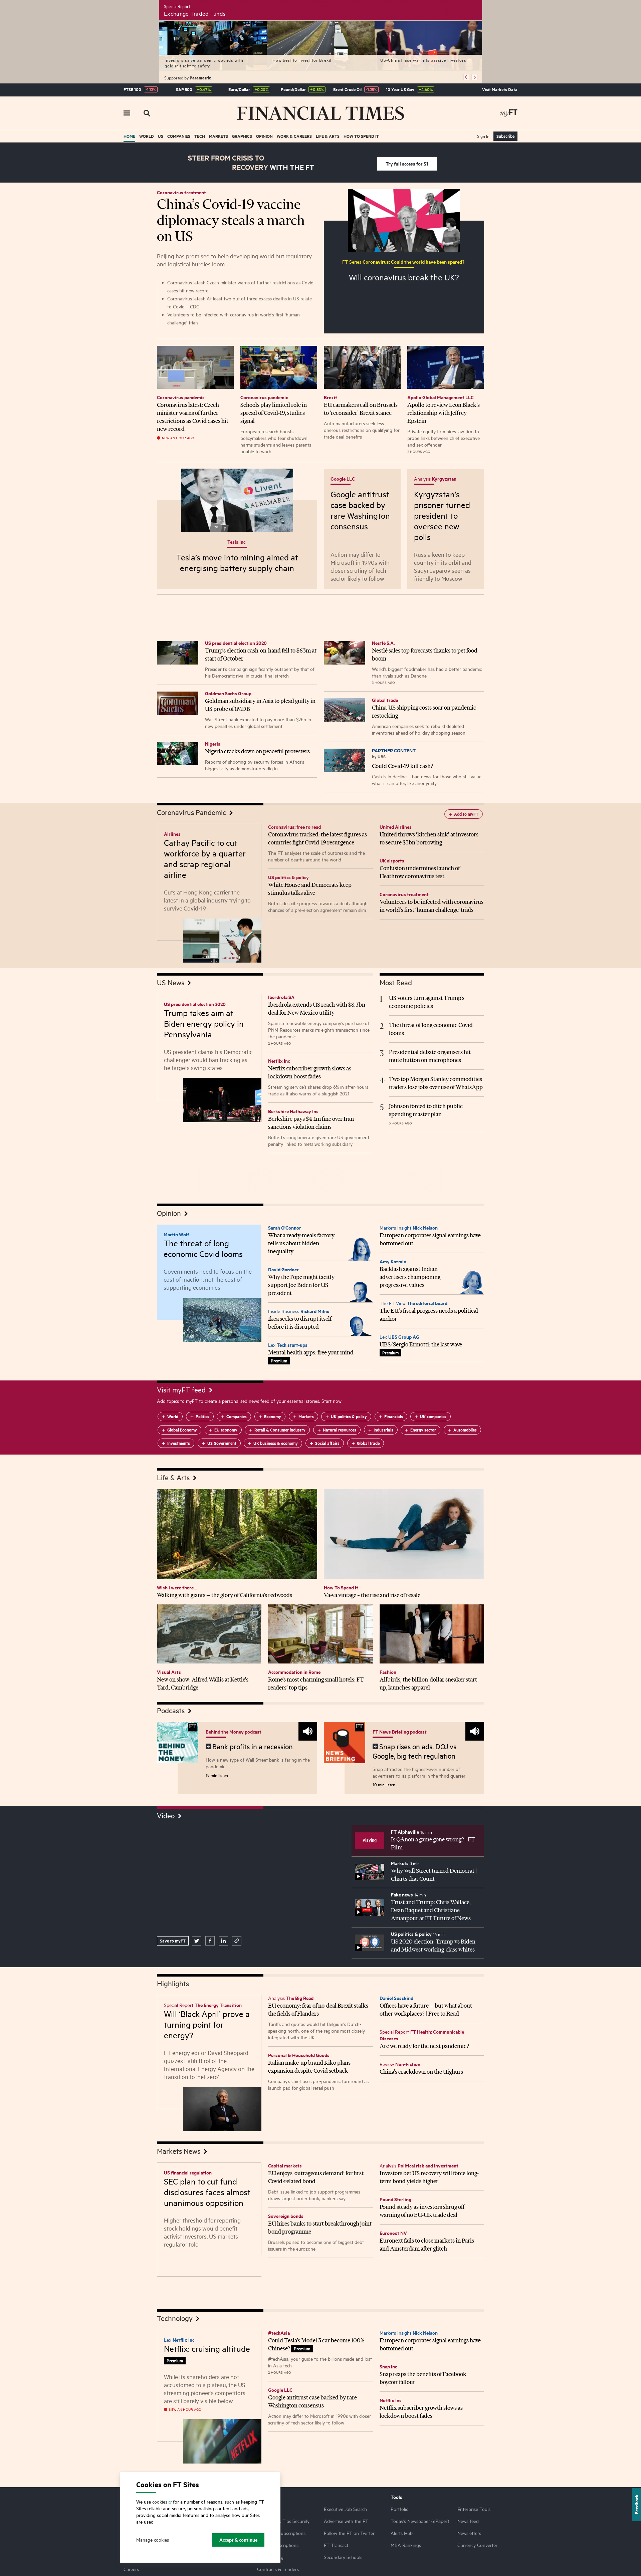 Special Report
Exchange Traded Funds
Investors salve pandemic wounds with
gold in flight to safety
How best to invest for Brexit
US-China trade war hits passive investors
Supported by Parametric
FTSE 100
S&P 500 +0.47%
Euro/Dollar +0.20%
Pound/Dollar +0.83%
Brent Crude Oil
10 Year US Gov +4.60%
Visit Markets Data
FINANCIAL TIMES
myFT
HOME WORLD US COMPANIES TECH MARKETS GRAPHICS OPINION WORK & CAREERS LIFE & ARTS HOW TO SPEND IT
Sign In Subscribe
STEER FROM CRISIS TO
RECOVERY WITH THE FT
Try full access for $1
Coronavirus treatment
China's Covid-19 vaccine
diplomacy steals a march
on US
Beijing has promised to help developing world but regulatory
and logistical hurdles loom
Coronavirus latest: Czech minister warns of further restrictions as Covid
cases hit new record
Coronavirus latest: At least two out of three excess deaths in US relate
to Covid – CDC
Volunteers to be infected with coronavirus in world's first 'human
challenge' trials
FT Series Coronavirus: Could the world have been spared?
Will coronavirus break the UK?
Coronavirus pandemic
Coronavirus latest: Czech
minister warns of further
restrictions as Covid cases hit
new record
NEW AN HOUR AGO
Coronavirus pandemic
Schools play limited role in
spread of Covid-19, studies
signal
European research boosts
policymakers who fear shutdown
harms students and leaves parents
unable to work
Brexit
EU carmakers call on Brussels
to 'reconsider' Brexit stance
Auto manufacturers seek less
onerous restrictions on qualifying for
trade deal benefits
Apollo Global Management LLC
Apollo to review Leon Black's
relationship with Jeffrey
Epstein
Private equity firm hires law firm to
probe links between chief executive
and sex offender
2 HOURS AGO
Livent
ALBEMARLE
Tesla Inc
Tesla's move into mining aimed at
energising battery supply chain
Google LLC
Google antitrust
case backed by
rare Washington
consensus
Action may differ to
Microsoft in 1990s with
closer scrutiny of tech
sector likely to follow
Analysis Kyrgyzstan
Kyrgyzstan's
prisoner turned
president to
oversee new
polls
Russia keen to keep
country in its orbit and
Sadyr Japarov seen as
friendly to Moscow
US presidential election 2020
Trump's election cash-on-hand fell to $63m at
start of October
President's campaign significantly outspent by that of
his Democratic rival in crucial final stretch
Nestlé S.A.
Nestlé sales top forecasts thanks to pet food
boom
World's biggest foodmaker has had a better pandemic
than rivals such as Danone
5 HOURS AGO
Goldman
Sachs
Goldman Sachs Group
Goldman subsidiary in Asia to plead guilty in
US probe of 1MDB
Wall Street bank expected to pay more than $2bn in
new penalties under global settlement
Global trade
China-US shipping costs soar on pandemic
restocking
American companies seek to rebuild depleted
inventories ahead of holiday shopping season
Nigeria
Nigeria cracks down on peaceful protesters
Reports of shooting by security forces in Africa's
biggest city as demonstrators dig in
PARTNER CONTENT
by UBS
Could Covid-19 kill cash?
Cash is in decline – bad news for those who still value
what it can offer, like anonymity
Coronavirus Pandemic
Add to myFT
Airlines
Cathay Pacific to cut
workforce by a quarter
and scrap regional
airline
Cuts at Hong Kong carrier the
latest in a global industry trying to
survive Covid-19
Coronavirus: free to read
Coronavirus tracked: the latest figures as
countries fight Covid-19 resurgence
The FT analyses the scale of outbreaks and the
number of deaths around the world
US politics & policy
White House and Democrats keep
stimulus talks alive
Both sides cite progress towards a deal although
chances of a pre-election agreement remain slim
United Airlines
United throws 'kitchen sink' at investors
to secure $5bn borrowing
UK airports
Confusion undermines launch of
Heathrow coronavirus test
Coronavirus treatment
Volunteers to be infected with coronavirus
in world's first 'human challenge' trials
US News
US presidential election 2020
Trump takes aim at
Biden energy policy in
Pennsylvania
US president claims his Democratic
challenger would ban fracking as
he targets swing states
Iberdrola SA
Iberdrola extends US reach with $8.3bn
deal for New Mexico utility
Spanish renewable energy company's purchase of
PNM Resources marks its eighth transaction since
the pandemic
2 HOURS AGO
Netflix Inc
Netflix subscriber growth slows as
lockdown boost fades
Streaming service's shares drop 6% in after-hours
trade as it also warns of a sluggish 2021
Berkshire Hathaway Inc
Berkshire pays $4.1m fine over Iran
sanctions violation claims
Buffett's conglomerate given rare US government
penalty linked to metalworking subsidiary
Most Read
1 US voters turn against Trump's
economic policies
2 The threat of long economic Covid
looms
3 Presidential debate organisers hit
mute button on microphones
4 Two top Morgan Stanley commodities
traders lose jobs over use of WhatsApp
5 Johnson forced to ditch public
spending master plan
5 HOURS AGO
Opinion
Martin Wolf
The threat of long
economic Covid looms
Governments need to focus on the
cost of inaction, not the cost of
supporting economies
Sarah O'Connor
What a ready-meals factory
tells us about hidden
inequality
David Gardner
Why the Pope might tacitly
support Joe Biden for US
president
Inside Business Richard Milne
Ikea seeks to disrupt itself
before it is disrupted
Lex Tech start-ups
Mental health apps: free your mind
Premium
Markets Insight Nick Nelson
European corporates signal earnings have
bottomed out
Amy Kazmin
Backlash against Indian
advertisers championing
progressive values
The FT View The editorial board
The EU's fiscal progress needs a political
anchor
Lex UBS Group AG
UBS/Sergio Ermotti: the last wave
Premium
Visit myFT feed
Add topics to myFT to create a personalised news feed of your essential stories. Start now
World Politics Companies Economy Markets UK politics & policy Financials UK companies
Global Economy EU economy Retail & Consumer industry Natural resources Industrials Energy sector Automobiles
Investments US Government UK business & economy Social affairs Global trade
Life & Arts
Wish I were there...
Walking with giants – the glory of California's redwoods
How To Spend It
Va-va vintage - the rise and rise of resale
Visual Arts
New on show: Alfred Wallis at Kettle's
Yard, Cambridge
Accommodation in Rome
Rome's most charming small hotels: FT
readers' top tips
Fashion
Allbirds, the billion-dollar sneaker start-
up, launches apparel
Podcasts
FT
BEHIND
THE
MONEY
Behind the Money podcast
Bank profits in a recession
How a new type of Wall Street bank is faring in the
pandemic
19 min listen
FT
NEWS
BRIEFING
FT News Briefing podcast
Snap rises on ads, DOJ vs
Google, big tech regulation
Snap attracted the highest-ever number of
advertisers to its platform in the third quarter
10 min listen
Video
Playing
FT Alphaville 15 min
Is QAnon a game gone wrong? | FT
Film
Markets 3 min
Why Wall Street turned Democrat |
Charts that Count
Fake news 14 min
Trust and Trump: Chris Wallace,
Dean Baquet and Christiane
Amanpour at FT Future of News
US politics & policy 14 min
US 2020 election: Trump vs Biden
and Midwest working class whites
Save to myFT
Highlights
Special Report The Energy Transition
Will 'Black April' prove a
turning point for
energy?
FT energy editor David Sheppard
quizzes Fatih Birol of the
International Energy Agency on the
transition to 'net zero'
Analysis The Big Read
EU economy: fear of no-deal Brexit stalks
the fields of Flanders
Tariffs and quotas would hit Belgium's Dutch-
speaking north, one of the regions most closely
integrated with the UK
Personal & Household Goods
Italian make-up brand Kiko plans
expansion despite Covid setback
Company's chief uses pre-pandemic turnround as
launch pad for global retail push
Daniel Susskind
Offices have a future – but what about
other workplaces? | Free to Read
Special Report FT Health: Communicable
Diseases
Are we ready for the next pandemic?
Review Non-Fiction
China's crackdown on the Uighurs
Markets News
US financial regulation
SEC plan to cut fund
disclosures faces almost
unanimous opposition
Higher threshold for reporting
stock holdings would benefit
activist investors, US markets
regulator told
Capital markets
EU enjoys 'outrageous demand' for first
Covid-related bond
Debt issue linked to job support programmes
draws largest order book, bankers say
Sovereign bonds
EU hires banks to start breakthrough joint
bond programme
Brussels poised to become one of biggest debt
issuers in the eurozone
Analysis Political risk and investment
Investors bet US recovery will force long-
term bond yields higher
Pound Sterling
Pound steady as investors shrug off
warning of no EU-UK trade deal
Euronext NV
Euronext fails to close markets in Paris
and Amsterdam after glitch
Technology
Lex Netflix Inc
Netflix: cruising altitude
Premium
While its shareholders are not
accustomed to a plateau, the US
streaming pioneer's competitors
are still barely visible below
NEW AN HOUR AGO
NETFLIX
#techAsia
Could Tesla's Model 3 car become 100%
Chinese? Premium
#techAsia, your guide to the billions made and lost
in Asia tech
2 HOURS AGO
Google LLC
Google antitrust case backed by rare
Washington consensus
Action may differ to Microsoft in 1990s with closer
scrutiny of tech sector likely to follow
Markets Insight Nick Nelson
European corporates signal earnings have
bottomed out
Snap Inc
Snap reaps the benefits of Facebook
boycott fallout
Netflix Inc
Netflix subscriber growth slows as
lockdown boost fades
Cookies on FT Sites
We use cookies for a number of reasons, such as keeping FT
Sites reliable and secure, personalising content and ads,
providing social media features and to analyse how our Sites
are used.
Manage cookies
Accept & continue
Tips Securely
Careers
Contracts & Tenders
Executive Job Search
Advertise with the FT
Follow the FT on Twitter
FT Transact
Secondary Schools
Tools
Portfolio
Today's Newspaper (ePaper)
Alerts Hub
MBA Rankings
Enterprise Tools
News feed
Newsletters
Currency Converter
Feedback